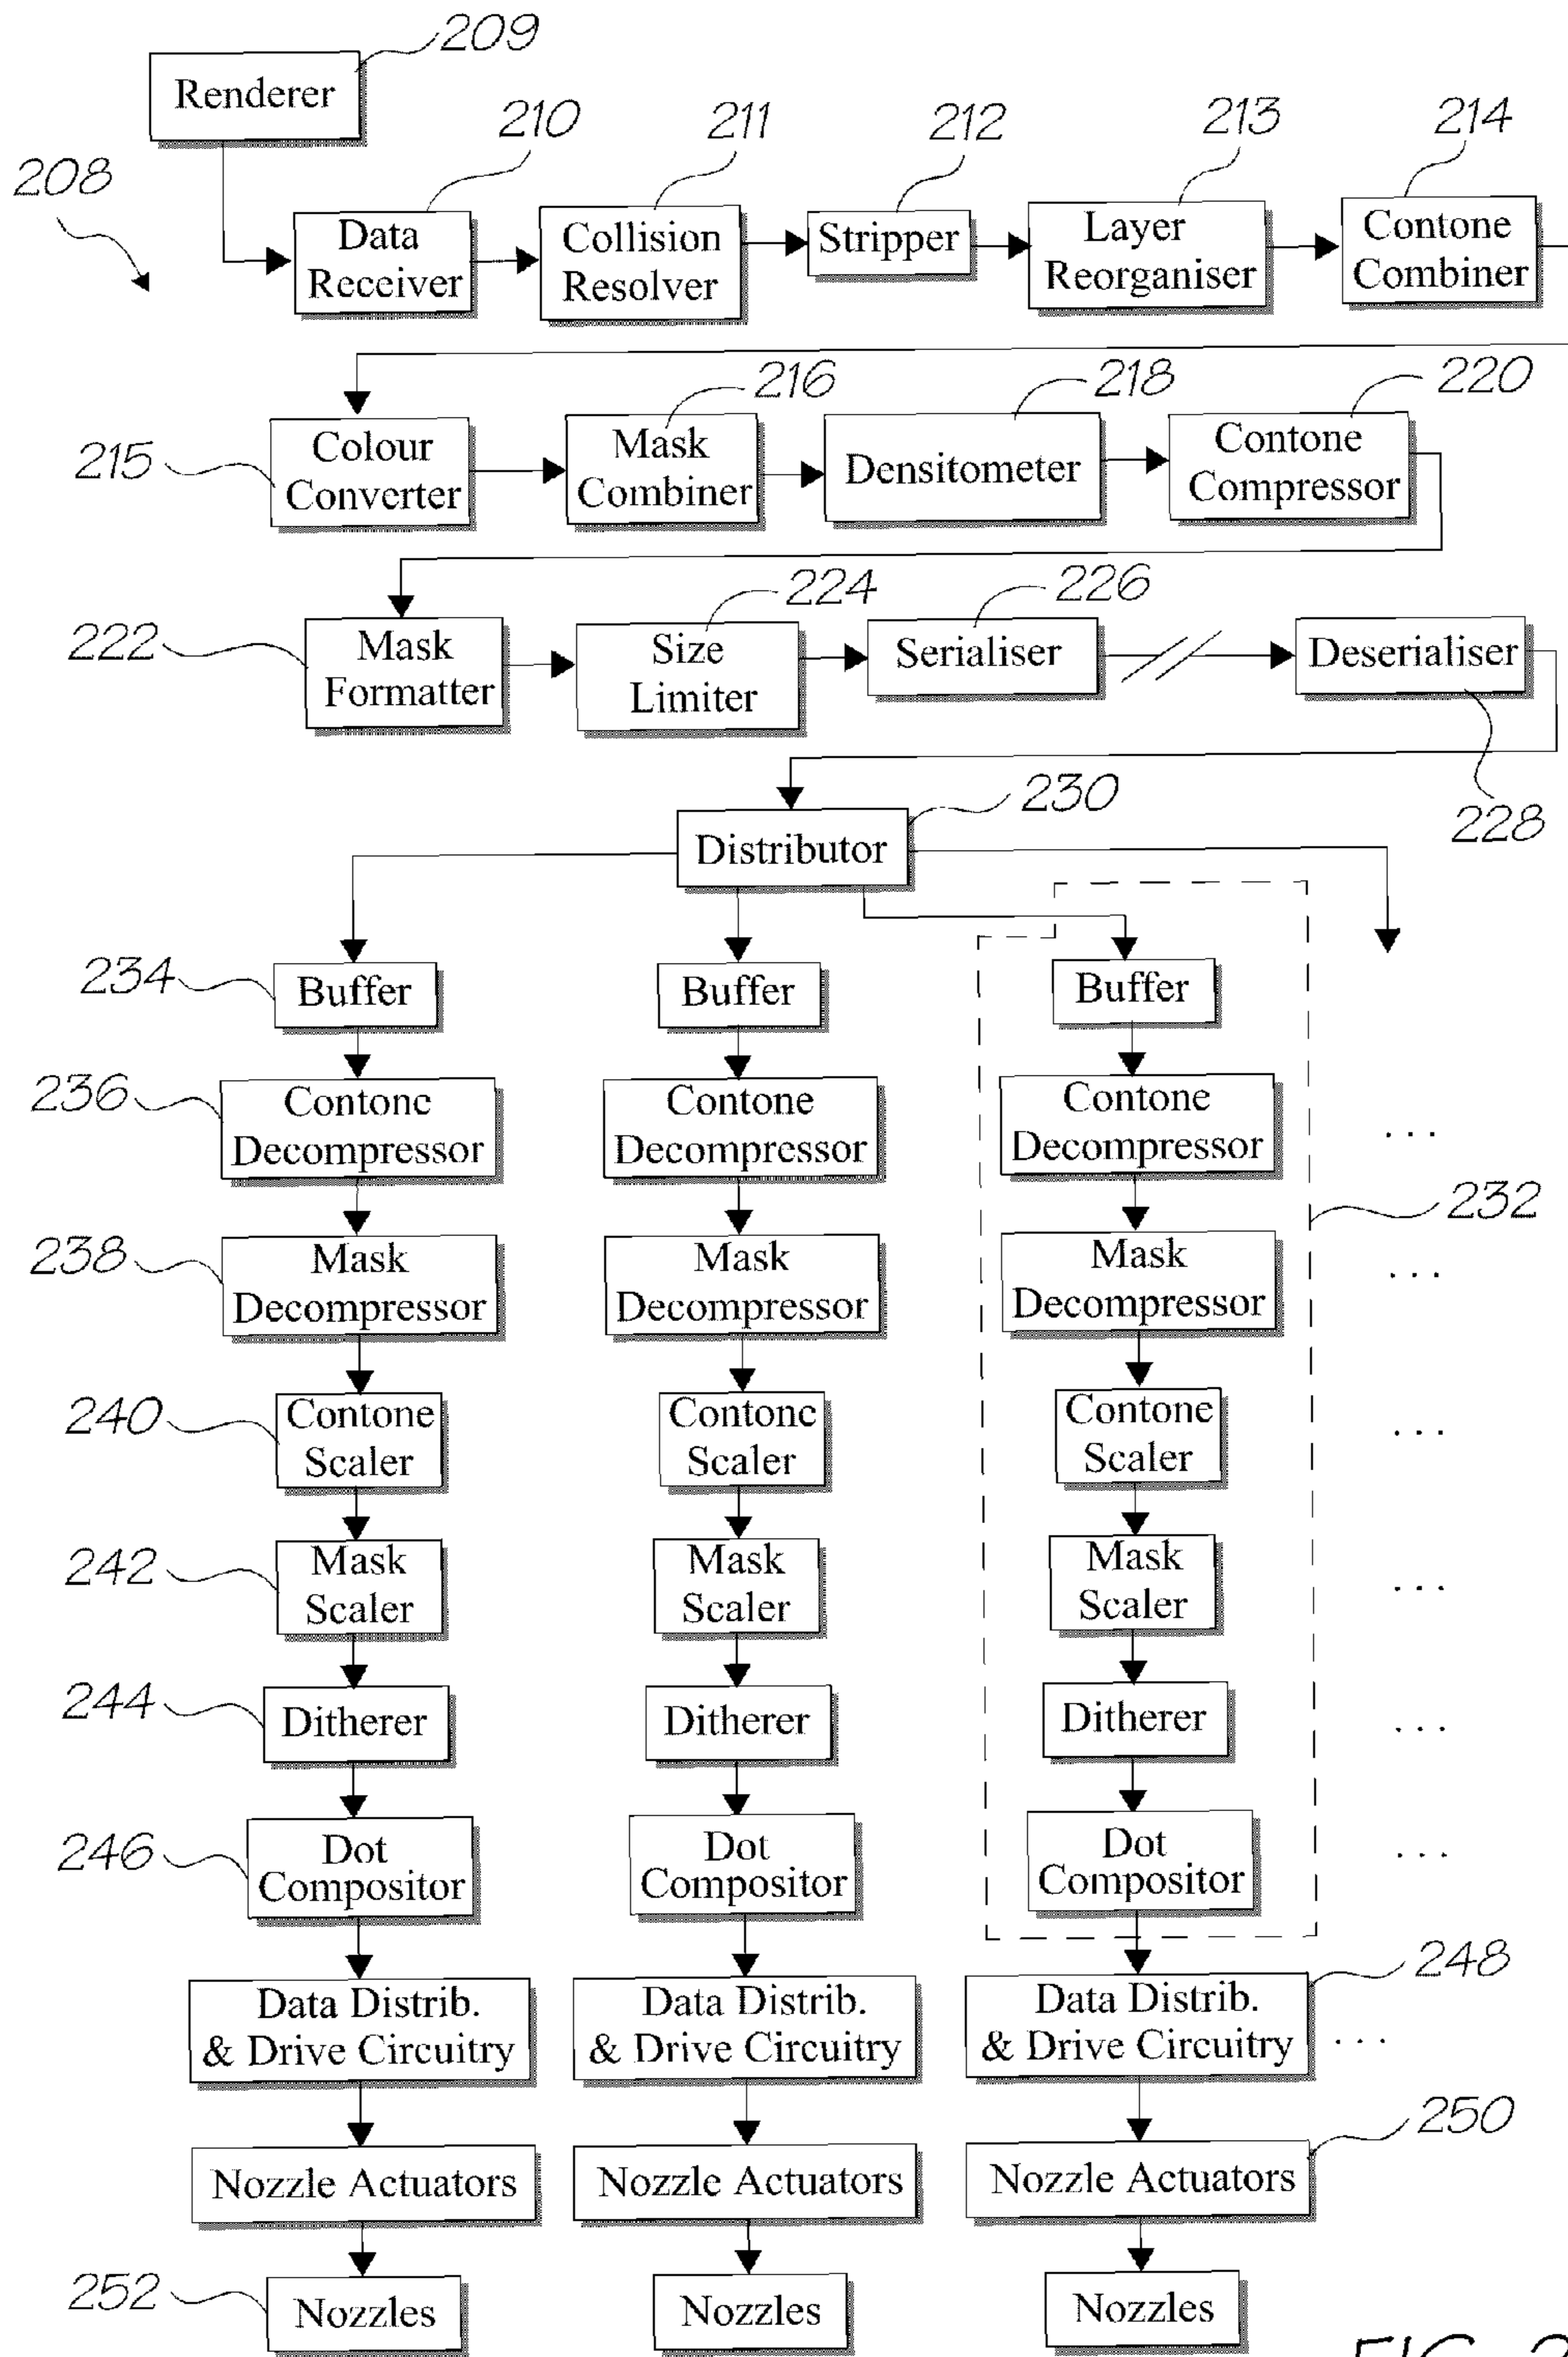 209
Renderer
210
211
212
213
214
208
Data
Receiver
Collision
Resolver
Stripper
Layer
Reorganiser
Contone
Combiner
216
218
220
215
Colour
Converter
Mask
Combiner
Densitometer
Contone
Compressor
224
226
222
Mask
Formatter
Size
Limiter
Serialiser
Deserialiser
228
230
Distributor
234
Buffer
Buffer
Buffer
236
Contone
Decompressor
Contone
Decompressor
Contone
Decompressor
...
232
238
Mask
Decompressor
Mask
Decompressor
Mask
Decompressor
...
240
Contone
Scaler
Contone
Scaler
Contone
Scaler
...
242
Mask
Scaler
Mask
Scaler
Mask
Scaler
...
244
Ditherer
Ditherer
Ditherer
...
246
Dot
Compositor
Dot
Compositor
Dot
Compositor
...
248
Data Distrib.
& Drive Circuitry
Data Distrib.
& Drive Circuitry
Data Distrib.
& Drive Circuitry
...
250
Nozzle Actuators
Nozzle Actuators
Nozzle Actuators
252
Nozzles
Nozzles
Nozzles